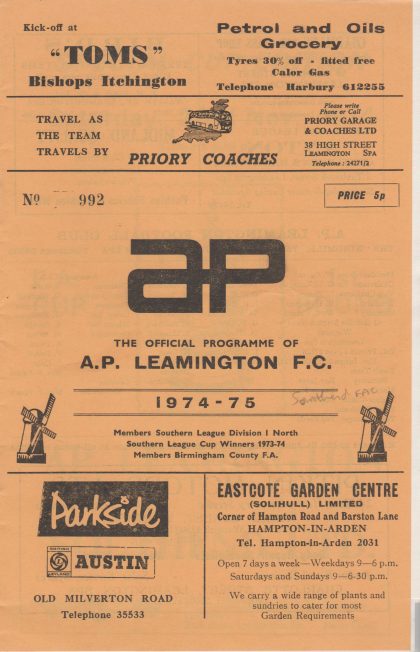 Kick-off at
"TOMS"
Bishops Itchington
Petrol and Oils
Grocery
Tyres 30% off - fitted free
Calor Gas
Telephone Harbury 612255
TRAVEL AS
THE TEAM
TRAVELS BY
PRIORY COACHES
Please write
Phone or Call
PRIORY GARAGE
& COACHES LTD
38 HIGH STREET
LEAMINGTON SPA
Telephone: 24271/2
No 992
PRICE 5p
ap
THE OFFICIAL PROGRAMME OF
A.P. LEAMINGTON F.C.
1974-75
Southend FAC
Members Southern League Division 1 North
Southern League Cup Winners 1973-74
Members Birmingham County F.A.
Parkside
LEYLAND
AUSTIN
OLD MILVERTON ROAD
Telephone 35533
EASTCOTE GARDEN CENTRE
(SOLIHULL) LIMITED
Corner of Hampton Road and Barston Lane
HAMPTON-IN-ARDEN
Tel. Hampton-In-Arden 2031
Open 7 days a week—Weekdays 9—6 p.m.
Saturdays and Sundays 9—6-30 p.m.
We carry a wide range of plants and
sundries to cater for most
Garden Requirements